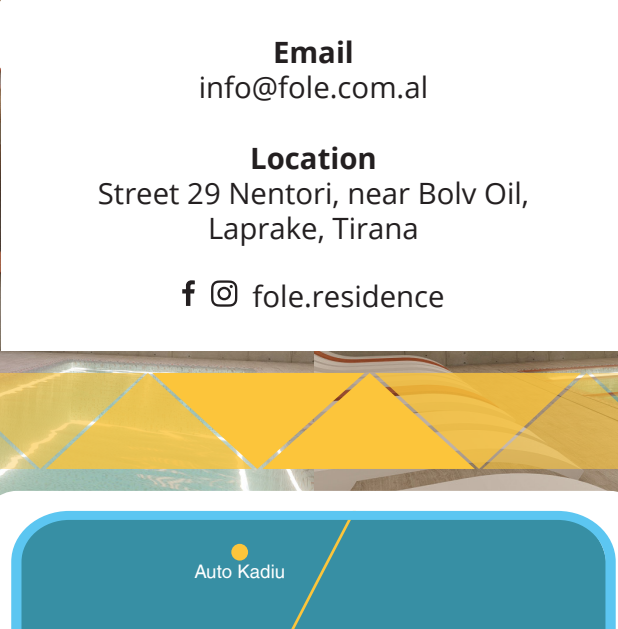 Email
info@fole.com.al
Location
Street 29 Nentori, near Bolv Oil,
Laprake, Tirana
fole.residence
Auto Kadiu